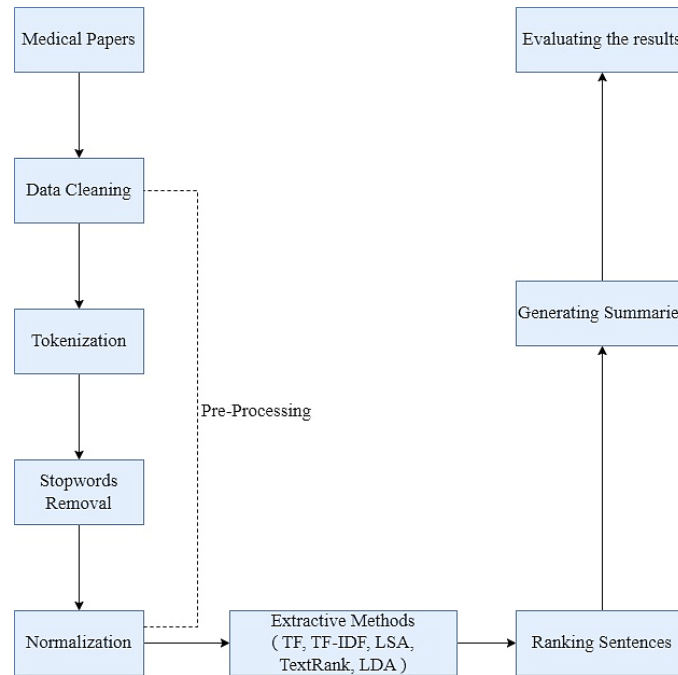 Medical Papers
Data Cleaning
Tokenization
Pre-Processing
Stopwords
Removal
Normalization
Extractive Methods
( TF, TF-IDF, LSA,
TextRank, LDA )
Ranking Sentences
Generating Summarie
Evaluating the results